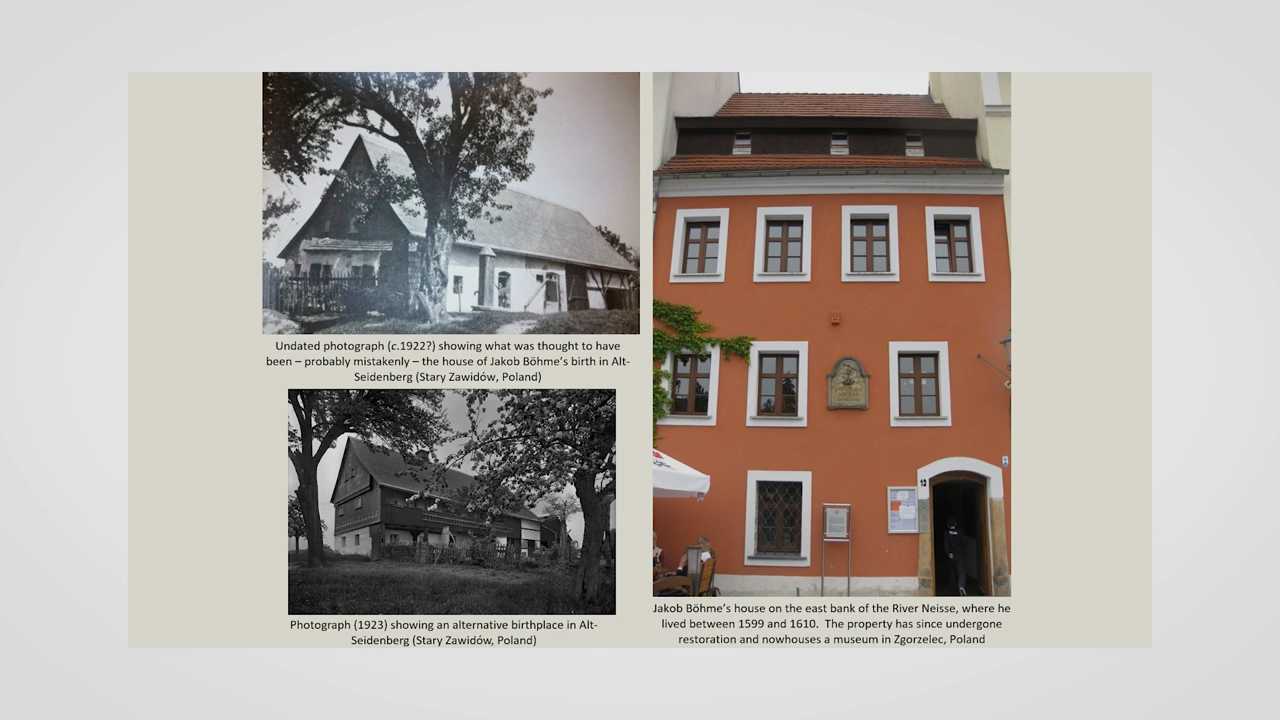 Undated photograph (c.1922?) showing what was thought to have
been – probably mistakenly – the house of Jakob Böhme's birth in Alt-
Seidenberg (Stary Zawidów, Poland)
Photograph (1923) showing an alternative birthplace in Alt-
Seidenberg (Stary Zawidów, Poland)
12
Jakob Böhme's house on the east bank of the River Neisse, where he
lived between 1599 and 1610.  The property has since undergone
restoration and nowhouses a museum in Zgorzelec, Poland